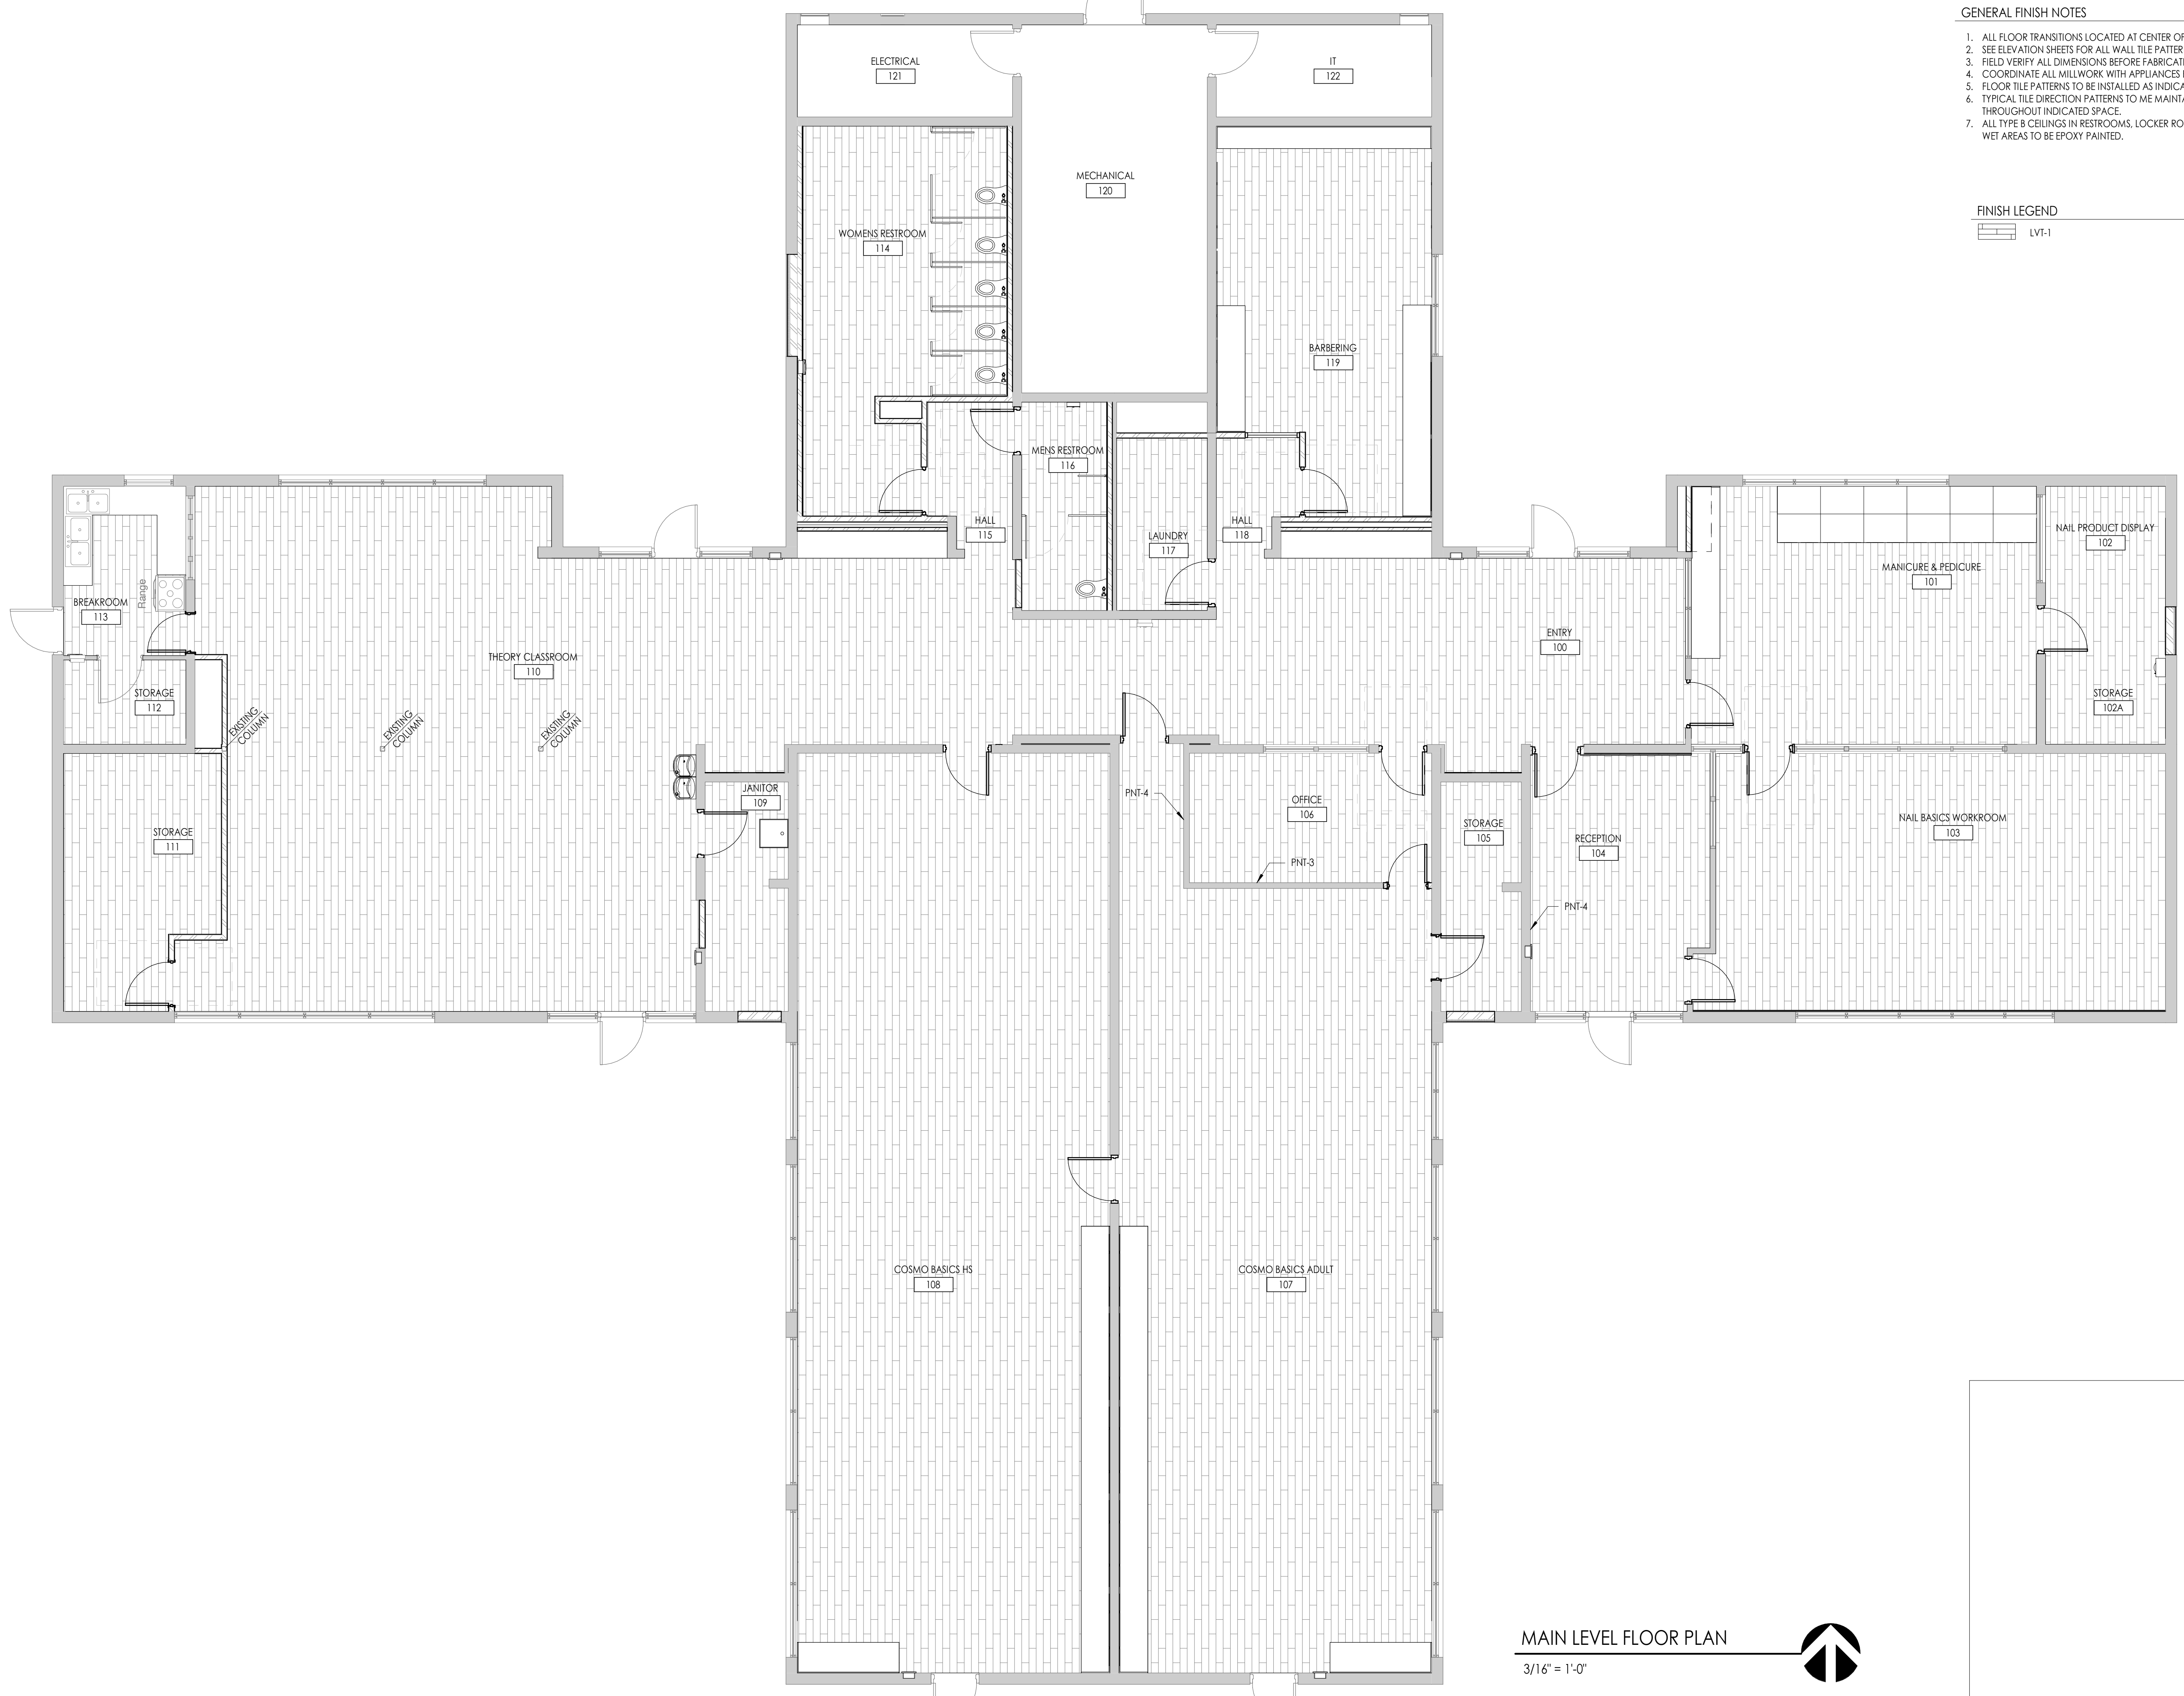 GENERAL FINISH NOTES
1. ALL FLOOR TRANSITIONS LOCATED AT CENTER OF
2. SEE ELEVATION SHEETS FOR ALL WALL TILE PATTER
3. FIELD VERIFY ALL DIMENSIONS BEFORE FABRICATI
4. COORDINATE ALL MILLWORK WITH APPLIANCES
5. FLOOR TILE PATTERNS TO BE INSTALLED AS INDICA
6. TYPICAL TILE DIRECTION PATTERNS TO ME MAINTA
THROUGHOUT INDICATED SPACE.
7. ALL TYPE B CEILINGS IN RESTROOMS, LOCKER RO
WET AREAS TO BE EPOXY PAINTED.
FINISH LEGEND
LVT-1
ELECTRICAL
121
IT
122
MECHANICAL
120
WOMENS RESTROOM
114
BARBERING
119
MENS RESTROOM
116
HALL
115
LAUNDRY
117
HALL
118
NAIL PRODUCT DISPLAY
102
MANICURE & PEDICURE
101
Range
BREAKROOM
113
ENTRY
100
THEORY CLASSROOM
110
STORAGE
112
STORAGE
102A
EXISTING
COLUMN
EXISTING
COLUMN
EXISTING
COLUMN
JANITOR
109
PNT-4
OFFICE
106
STORAGE
105
NAIL BASICS WORKROOM
103
STORAGE
111
RECEPTION
104
PNT-3
PNT-4
COSMO BASICS HS
108
COSMO BASICS ADULT
107
MAIN LEVEL FLOOR PLAN
3/16" = 1'-0"